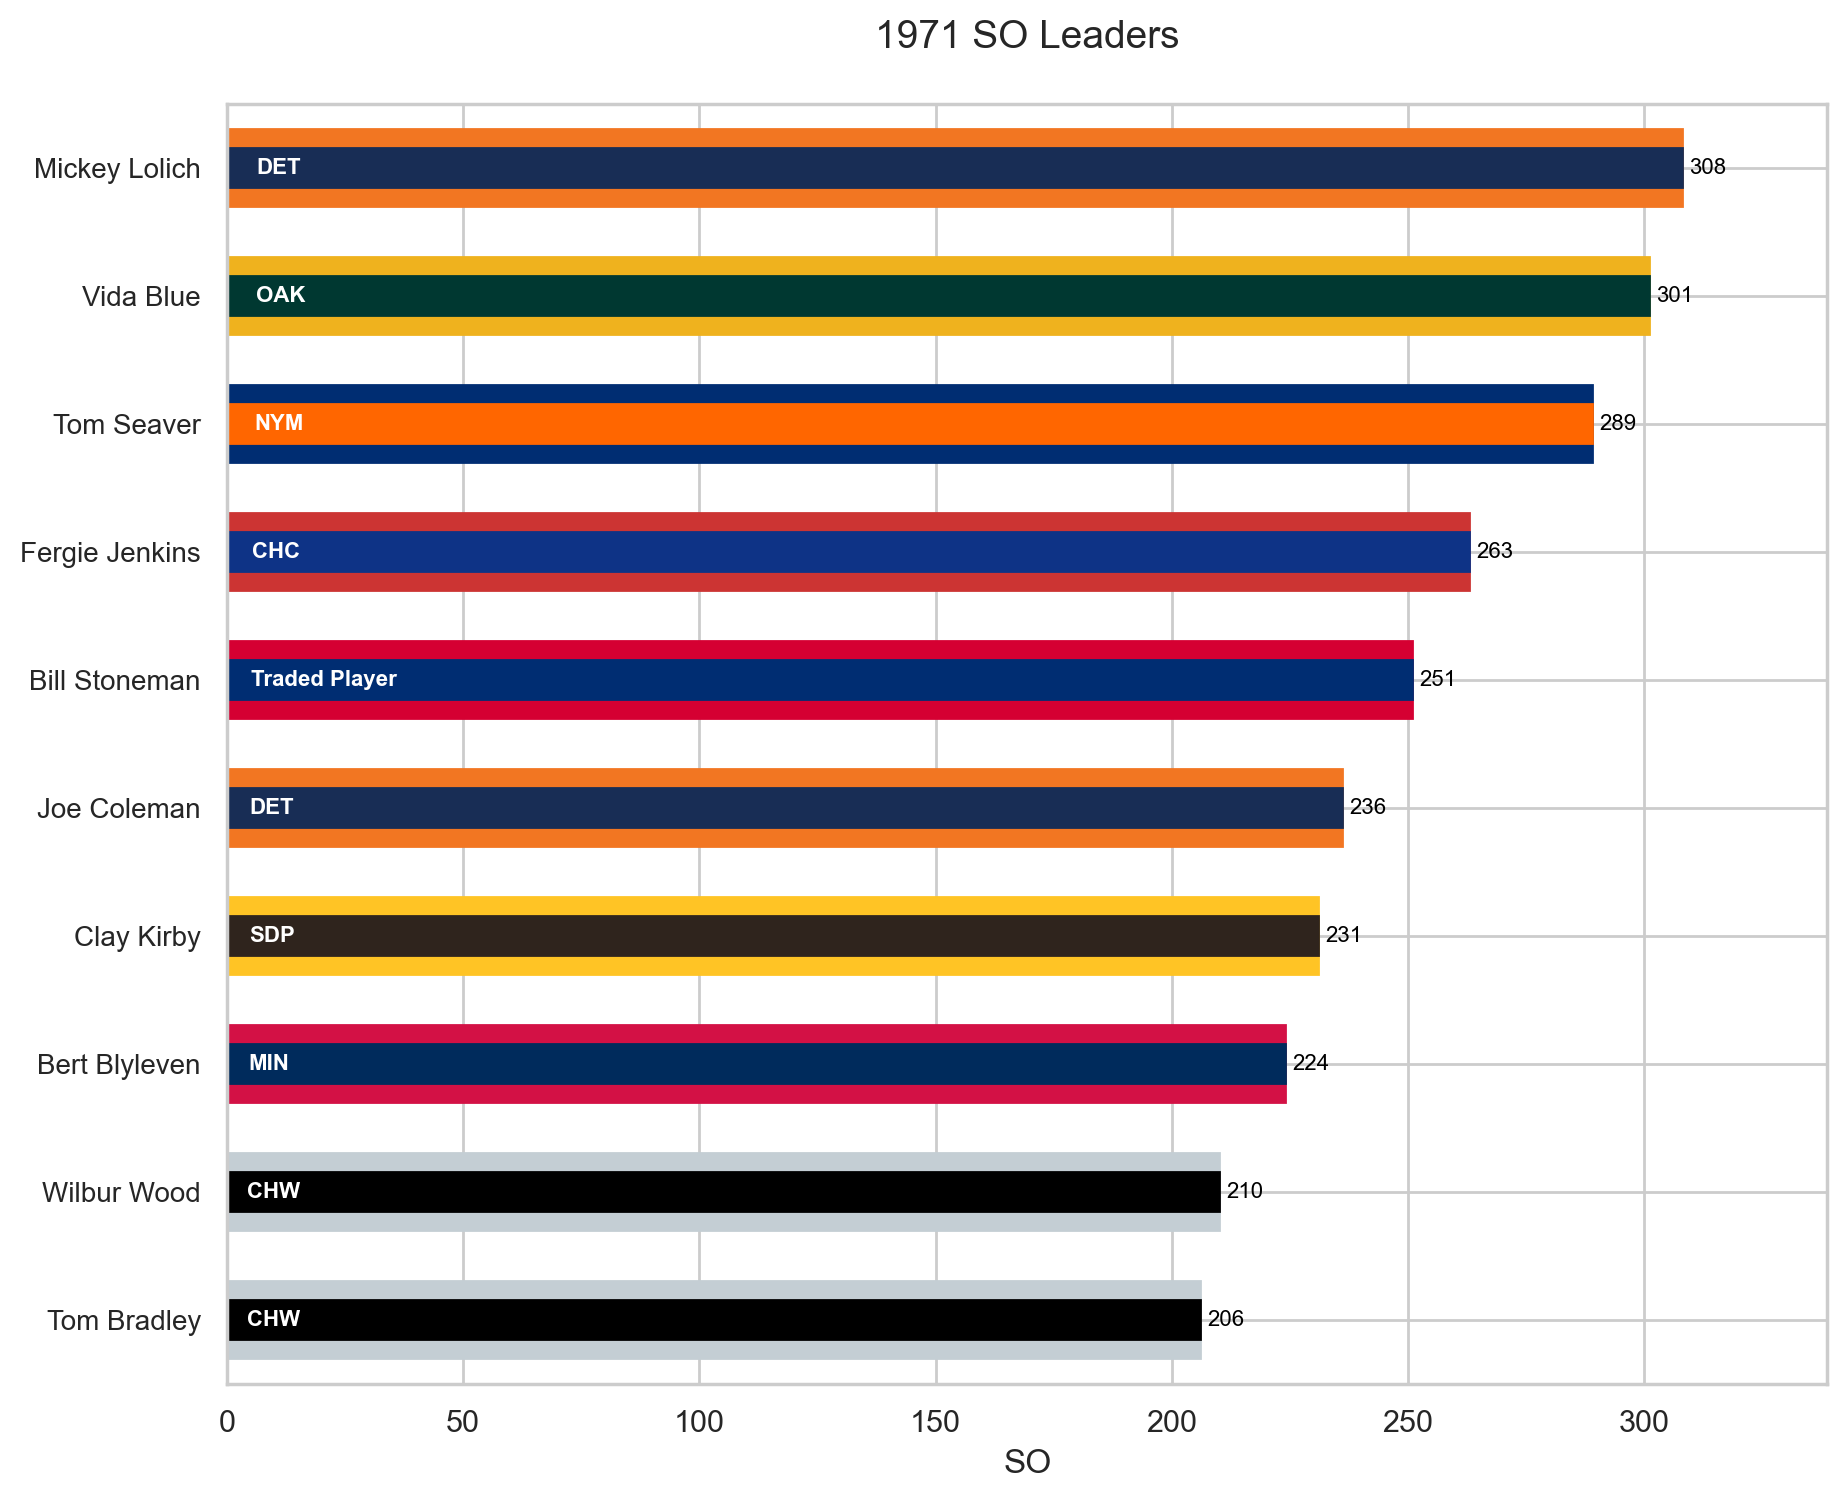 1971 SO Leaders
Mickey Lolich DET 308
Vida Blue OAK 301
Tom Seaver NYM 289
Fergie Jenkins CHC 263
Bill Stoneman Traded Player 251
Joe Coleman DET 236
Clay Kirby SDP 231
Bert Blyleven MIN 224
Wilbur Wood CHW 210
Tom Bradley CHW 206
0 50 100 150 200 250 300
SO